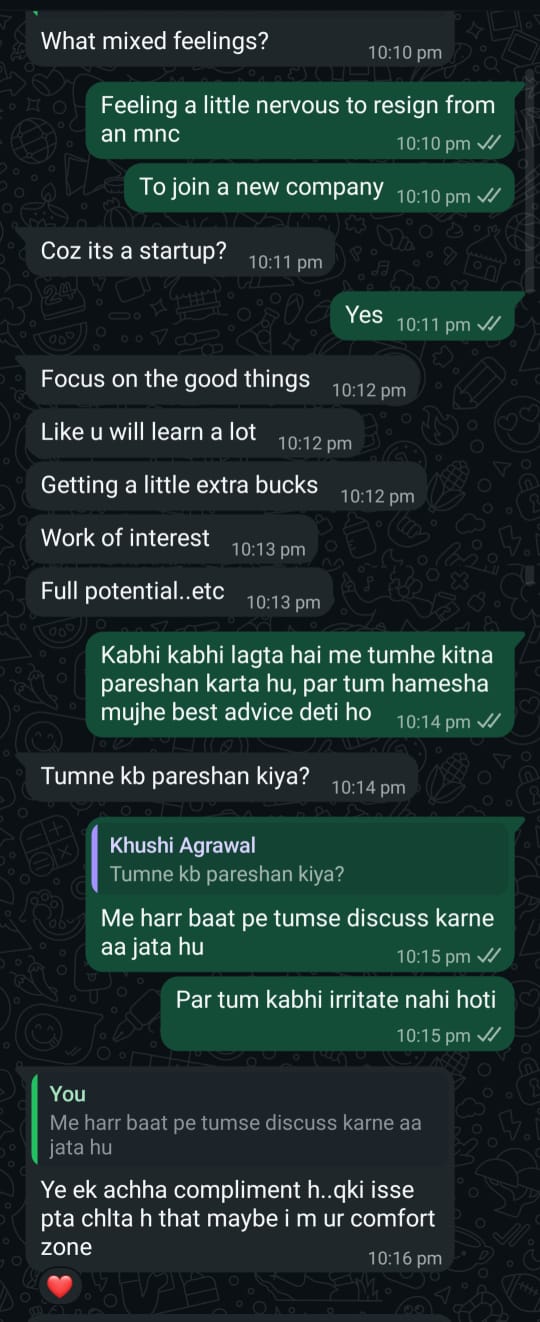 What mixed feelings?
10:10 pm
Feeling a little nervous to resign from
an mnc
10:10 pm
To join a new company
10:10 pm
Coz its a startup?
10:11 pm
Yes
10:11 pm
Focus on the good things
10:12 pm
Like u will learn a lot
10:12 pm
Getting a little extra bucks
10:12 pm
Work of interest
10:13 pm
Full potential..etc
10:13 pm
Kabhi kabhi lagta hai me tumhe kitna
pareshan karta hu, par tum hamesha
mujhe best advice deti ho
10:14 pm
Tumne kb pareshan kiya?
10:14 pm
Khushi Agrawal
Tumne kb pareshan kiya?
Me harr baat pe tumse discuss karne
aa jata hu
10:15 pm
Par tum kabhi irritate nahi hoti
10:15 pm
You
Me harr baat pe tumse discuss karne aa
jata hu
Ye ek achha compliment h..qki isse
pta chlta h that maybe i m ur comfort
zone
10:16 pm